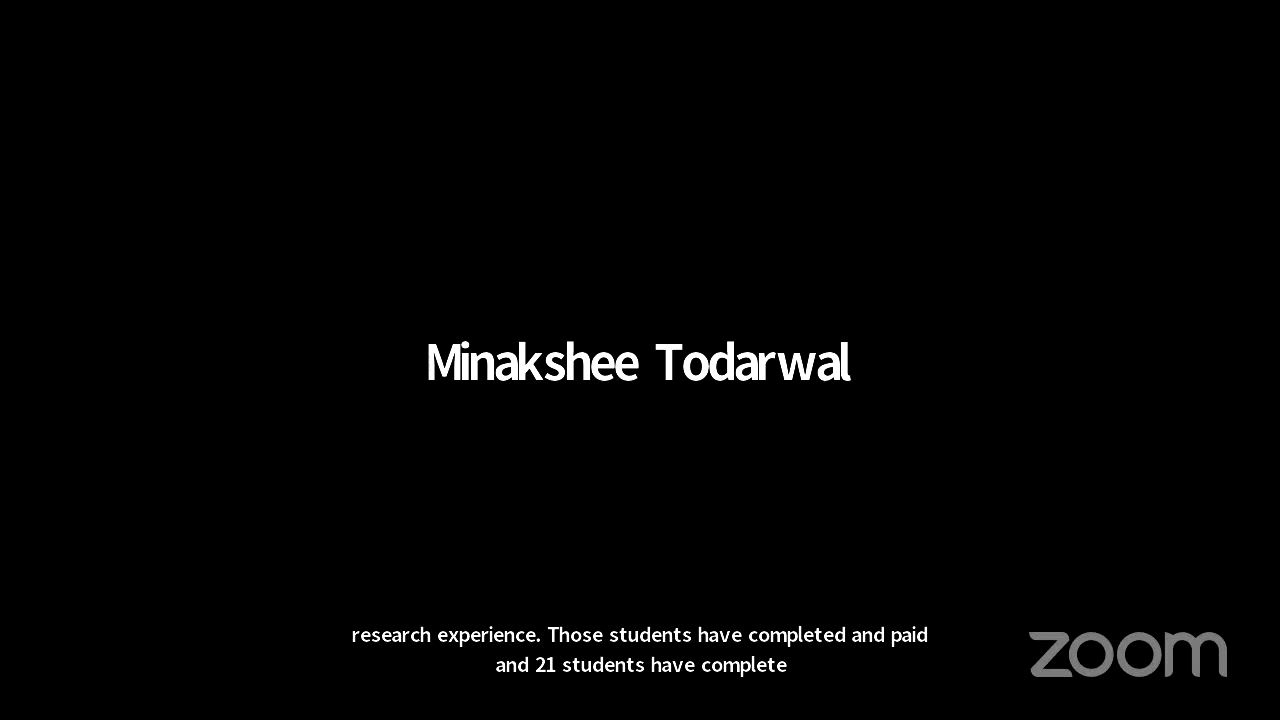 Minakshee Todarwal
research experience. Those students have completed and paid
and 21 students have complete
zoom